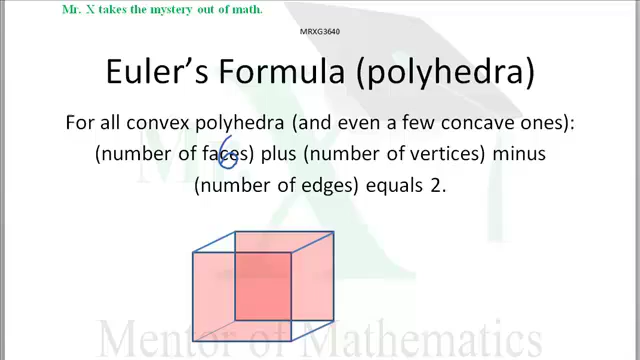 Mr. X takes the mystery out of math.
MRXG3640
Euler's Formula (polyhedra)
For all convex polyhedra (and even a few concave ones):
(number of faces) plus (number of vertices) minus
6
(number of edges) equals 2.
Mr. X
Mentor of Mathematics